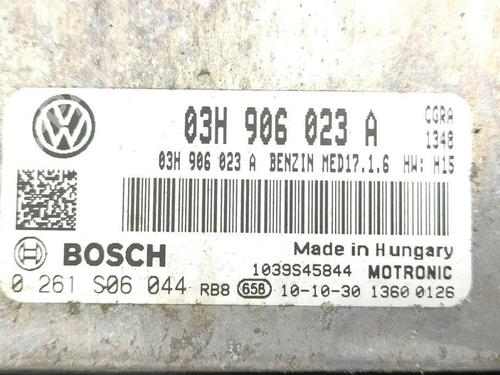 03H 906 023 A
CGRA
1348
03H 906 023 A BENZIN MED17.1.6 HW: H15
BOSCH
Made in Hungary
1039S45844 MOTRONIC
0 261 S06 044 RB8 658 10-10-30 1360 0126